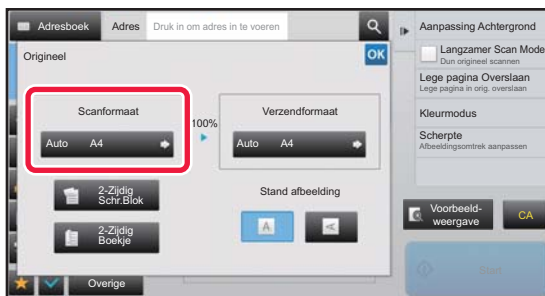 Adresboek
Adres
Druk in om adres in te voeren
Origineel
OK
Scanformaat
Auto A4
100%
Verzendformaat
Auto A4
2-Zijdig
Schr.Blok
2-Zijdig
Boekje
Stand afbeelding
A
A
Overige
Aanpassing Achtergrond
Langzamer Scan Mode
Dun origineel scannen
Lege pagina Overslaan
Lege pagina in orig. overslaan
Kleurmodus
Scherpte
Afbeeldingsomtrek aanpassen
Voorbeeld-
weergave
CA
Start